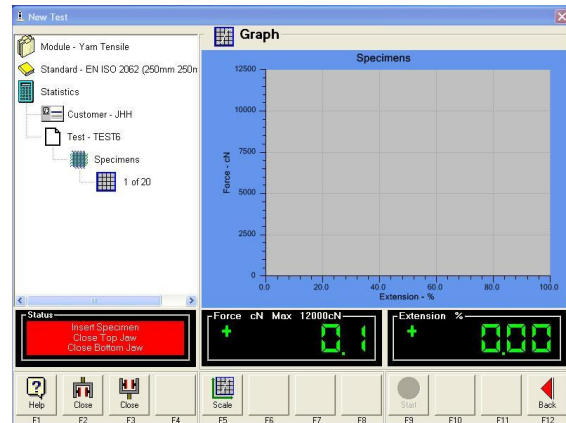 New Test
Module - Yarn Tensile
Standard - EN ISO 2062 (250mm 250n
Statistics
Customer - JHH
Test - TEST6
Specimens
1 of 20
Graph
Specimens
12500
10000
7500
5000
2500
0
Force - cN
0.0 20.0 40.0 60.0 80.0 100.0
Extension - %
Status
Insert Specimen
Close Top Jaw
Close Bottom Jaw
Force cN Max 12000cN
+ 0.1
Extension %
+ 0.00
Help Close Close Scale Start Back
F1 F2 F3 F4 F5 F6 F7 F8 F9 F10 F11 F12